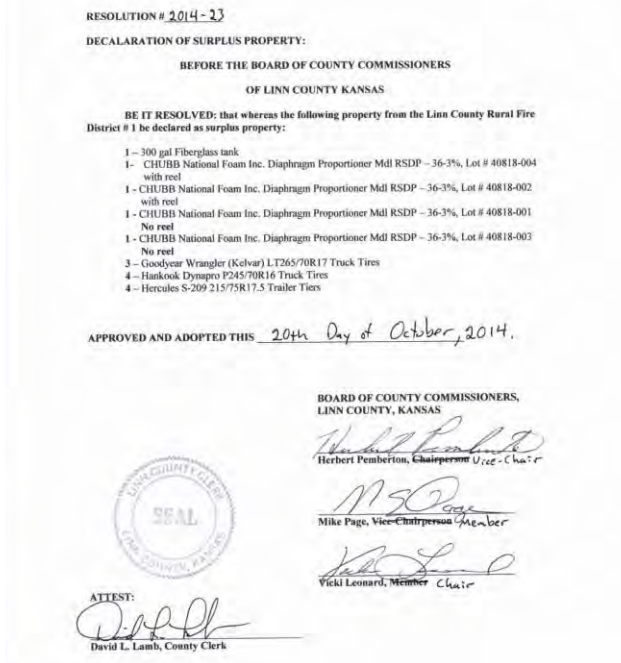 RESOLUTION # 2014-23
DECALARATION OF SURPLUS PROPERTY:
BEFORE THE BOARD OF COUNTY COMMISSIONERS
OF LINN COUNTY KANSAS
BE IT RESOLVED: that whereas the following property from the Linn County Rural Fire
District # 1 be declared as surplus property:
1 – 300 gal Fiberglass tank
1- CHUBB National Foam Inc. Diaphragm Proportioner Mdl RSDP – 36-3%, Lot # 40818-004
with reel
1 - CHUBB National Foam Inc. Diaphragm Proportioner Mdl RSDP – 36-3%, Lot # 40818-002
with reel
1 - CHUBB National Foam Inc. Diaphragm Proportioner Mdl RSDP – 36-3%, Lot # 40818-001
No reel
1 - CHUBB National Foam Inc. Diaphragm Proportioner Mdl RSDP – 36-3%, Lot # 40818-003
No reel
3 – Goodyear Wrangler (Kelvar) LT265/70R17 Truck Tires
4 – Hankook Dynapro P245/70R16 Truck Tires
4 – Hercules S-209 215/75R17.5 Trailer Tiers
APPROVED AND ADOPTED THIS 20th Day of October, 2014.
BOARD OF COUNTY COMMISSIONERS,
LINN COUNTY, KANSAS
Herbert Pemberton, Chairperson Vice-Chair
LINN COUNTY CLERK
SEAL
LINN COUNTY, KANSAS
Mike Page, Vice-Chairperson Member
Vicki Leonard, Member Chair
ATTEST:
David L. Lamb, County Clerk